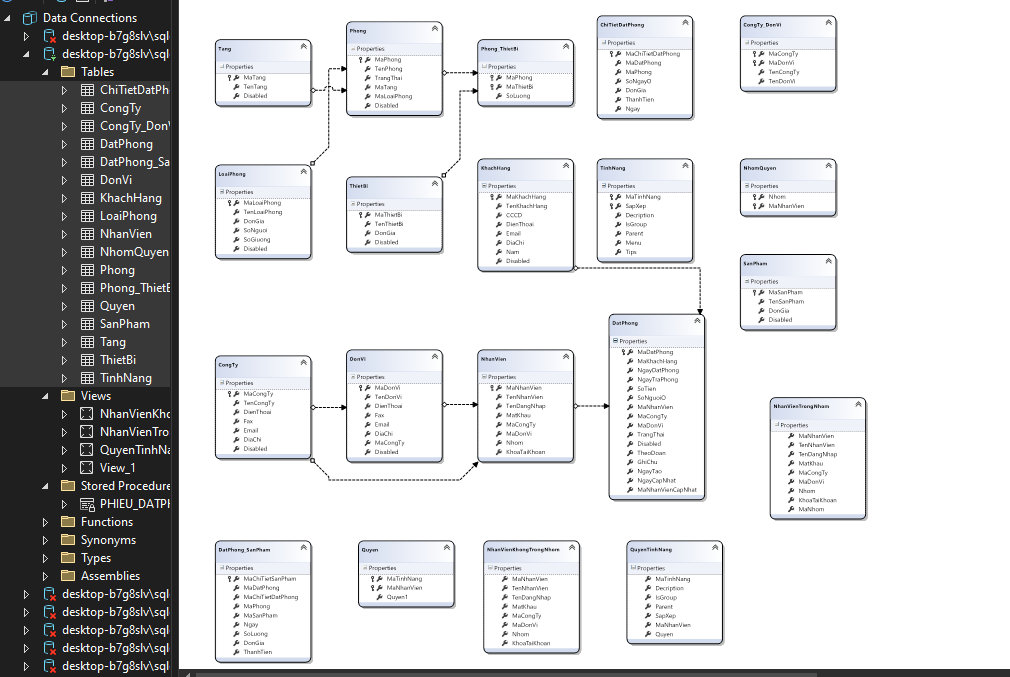 Data Connections
desktop-b7g8slv\sql
desktop-b7g8slv\sql
Tables
ChiTietDatPh
CongTy
CongTy_DonV
DatPhong
DatPhong_Sa
DonVi
KhachHang
LoaiPhong
NhanVien
NhomQuyen
Phong
Phong_ThietB
Quyen
SanPham
Tang
ThietBi
TinhNang
Views
NhanVienKho
NhanVienTro
QuyenTinhNa
View_1
Stored Procedure
PHIEU_DATPH
Functions
Synonyms
Types
Assemblies
desktop-b7g8slv\sql
desktop-b7g8slv\sql
desktop-b7g8slv\sql
desktop-b7g8slv\sql
desktop-b7g8slv\sql
Tang
Properties
MaTang
TenTang
Disabled
Phong
Properties
MaPhong
TenPhong
TrangThai
MaTang
MaLoaiPhong
Disabled
Phong_ThietBi
Properties
MaPhong
MaThietBi
SoLuong
ChiTietDatPhong
Properties
MaChiTietDatPhong
MaDatPhong
MaPhong
SoNgayO
DonGia
ThanhTien
Ngay
CongTy_DonVi
Properties
MaCongTy
MaDonVi
TenCongTy
TenDonVi
LoaiPhong
Properties
MaLoaiPhong
TenLoaiPhong
DonGia
SoNguoi
SoGiuong
Disabled
ThietBi
Properties
MaThietBi
TenThietBi
DonGia
Disabled
KhachHang
Properties
MaKhachHang
TenKhachHang
CCCD
DienThoai
Email
DiaChi
Nam
Disabled
TinhNang
Properties
MaTinhNang
SapXep
Decription
IsGroup
Parent
Menu
Tips
NhomQuyen
Properties
Nhom
MaNhanVien
SanPham
Properties
MaSanPham
TenSanPham
DonGia
Disabled
CongTy
Properties
MaCongTy
TenCongTy
DienThoai
Fax
Email
DiaChi
Disabled
DonVi
Properties
MaDonVi
TenDonVi
DienThoai
Fax
Email
DiaChi
MaCongTy
Disabled
NhanVien
Properties
MaNhanVien
TenNhanVien
TenDangNhap
MatKhau
MaCongTy
MaDonVi
Nhom
KhoaTaiKhoan
DatPhong
Properties
MaDatPhong
MaKhachHang
NgayDatPhong
NgayTraPhong
SoTien
SoNguoiO
MaNhanVien
MaCongTy
MaDonVi
TrangThai
Disabled
TheoDoan
GhiChu
NgayTao
NgayCapNhat
MaNhanVienCapNhat
NhanVienTrongNhom
Properties
MaNhanVien
TenNhanVien
TenDangNhap
MatKhau
MaCongTy
MaDonVi
Nhom
KhoaTaiKhoan
MaNhom
DatPhong_SanPham
Properties
MaChiTietSanPham
MaDatPhong
MaChiTietDatPhong
MaPhong
MaSanPham
Ngay
SoLuong
DonGia
ThanhTien
Quyen
Properties
MaTinhNang
MaNhanVien
Quyen1
NhanVienKhongTrongNhom
Properties
MaNhanVien
TenNhanVien
TenDangNhap
MatKhau
MaCongTy
MaDonVi
Nhom
KhoaTaiKhoan
QuyenTinhNang
Properties
MaTinhNang
Decription
IsGroup
Parent
SapXep
MaNhanVien
Quyen